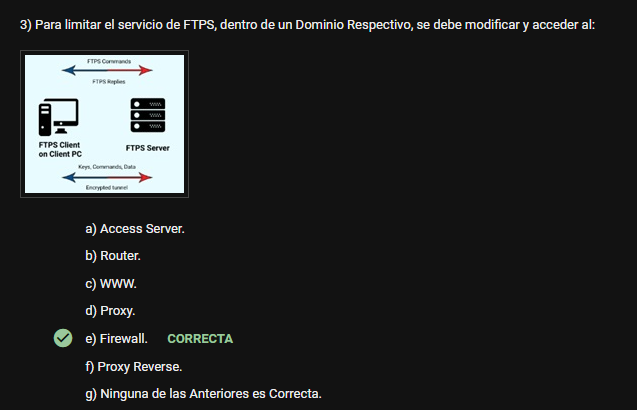 3) Para limitar el servicio de FTPS, dentro de un Dominio Respectivo, se debe modificar y acceder al:
FTPS Commands
FTPS Replies
FTPS Client
on Client PC
FTPS Server
Keys, Commands, Data
Encrypted tunnel
a) Access Server.
b) Router.
c) WWW.
d) Proxy.
e) Firewall. CORRECTA
f) Proxy Reverse.
g) Ninguna de las Anteriores es Correcta.